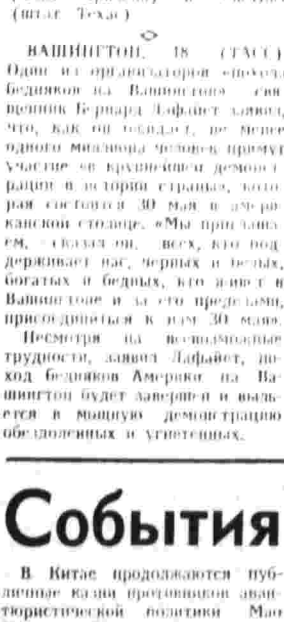 (штат Техас)
ВАШИНГТОН, 18 (ТАСС)
Один из организаторов «похода
бедняков на Вашингтон» свя-
щенник Бернард Лафайет заявил,
что, как он ожидает, не менее
одного миллиона человек примут
участие «в крупнейшей демонст-
рации в истории страны», кото-
рая состоится 30 мая в амери-
канской столице. «Мы призыва-
ем, - сказал он, - всех, кто под-
держивает нас, черных и белых,
богатых и бедных, кто живет в
Вашингтоне и за его пределами,
присоединиться к нам 30 мая».
Несмотря на всевозможные
трудности, заявил Лафайет, по-
ход бедняков Америки на Ва-
шингтон будет завершен и выль-
ется в мощную демонстрацию
обездоленных и угнетенных.
События
В Китае продолжаются пуб-
личные казни противников аван-
тюристической политики Мао